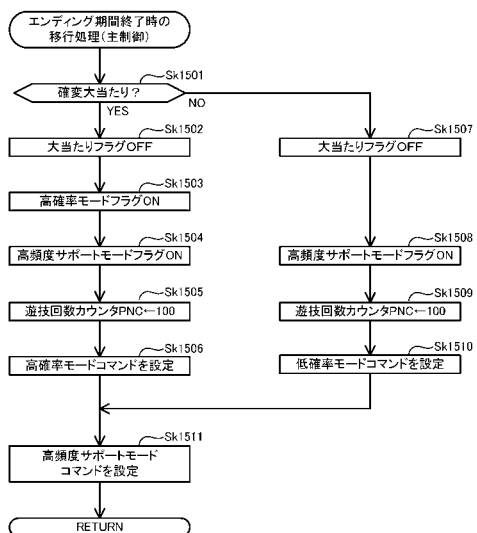 エンディング期間終了時の
移行処理(主制御)
Sk1501
確変大当たり?
YES
NO
Sk1502
大当たりフラグOFF
Sk1503
高確率モードフラグON
Sk1504
高頻度サポートモードフラグON
Sk1505
遊技回数カウンタPNC←100
Sk1506
高確率モードコマンドを設定
Sk1507
大当たりフラグOFF
Sk1508
高頻度サポートモードフラグON
Sk1509
遊技回数カウンタPNC←100
Sk1510
低確率モードコマンドを設定
Sk1511
高頻度サポートモード
コマンドを設定
RETURN